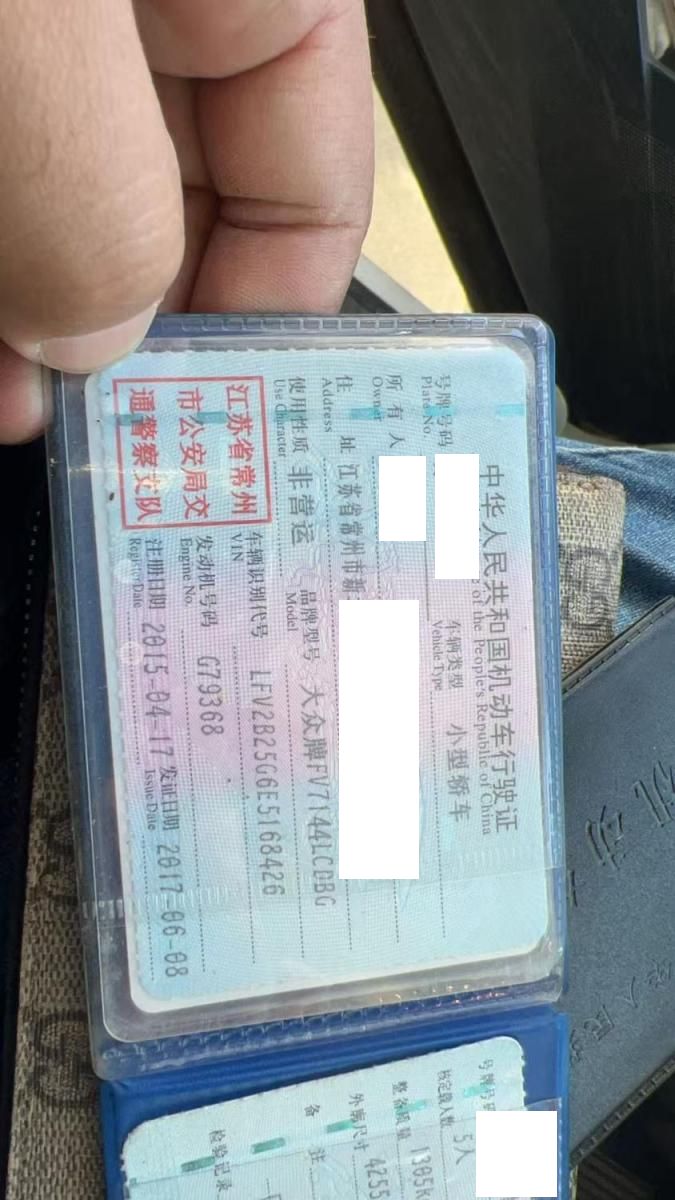 中华人民共和国机动车行驶证
of the People's Republic of China
号牌号码
Plate No.
车辆类型 小型轿车
Vehicle Type
所有人
Owner
住址 江苏省常州市新
Address
使用性质 非营运
Use Character
品牌型号 大众牌FV7144LCDBG
Model
江苏省常州
市公安局交
通警察支队
车辆识别代号 LFV2B25G6E5168426
VIN
发动机号码 G79368
Engine No.
注册日期 2015-04-17
Register Date
发证日期 2017-06-08
Issue Date
号牌号
核定载人数 5人
整备质量 1305K
外廓尺寸 4255
备注
检验记录
机动
华人民